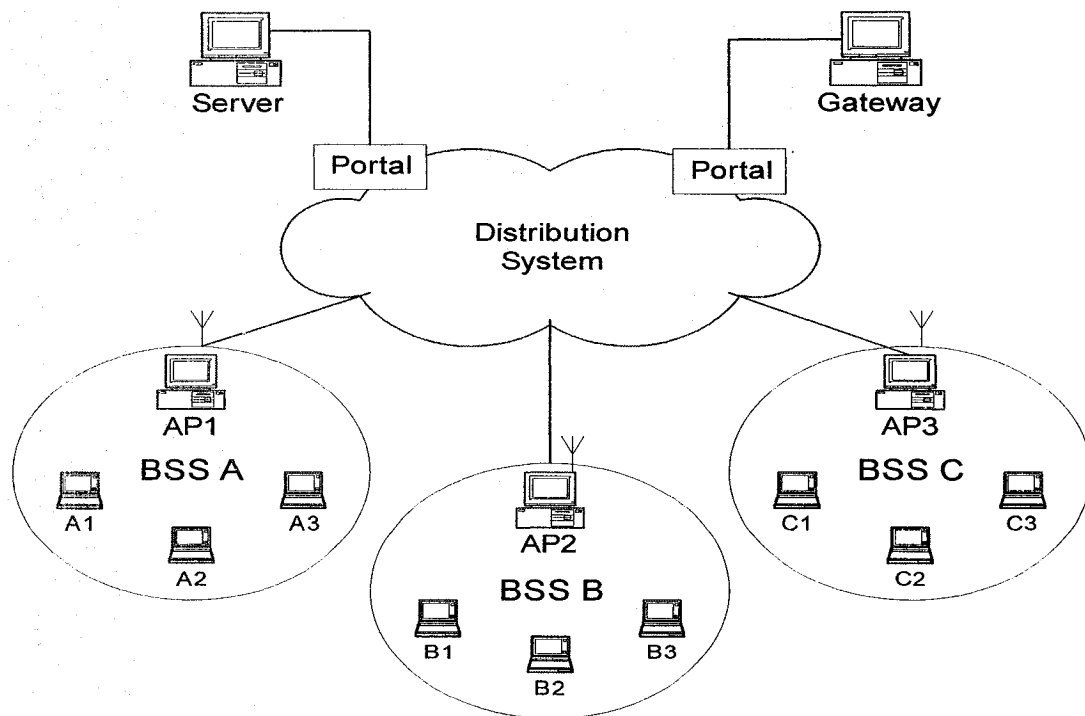 Server
Gateway
Portal
Portal
Distribution
System
AP1
BSS A
A1
A2
A3
AP2
BSS B
B1
B2
B3
AP3
BSS C
C1
C2
C3